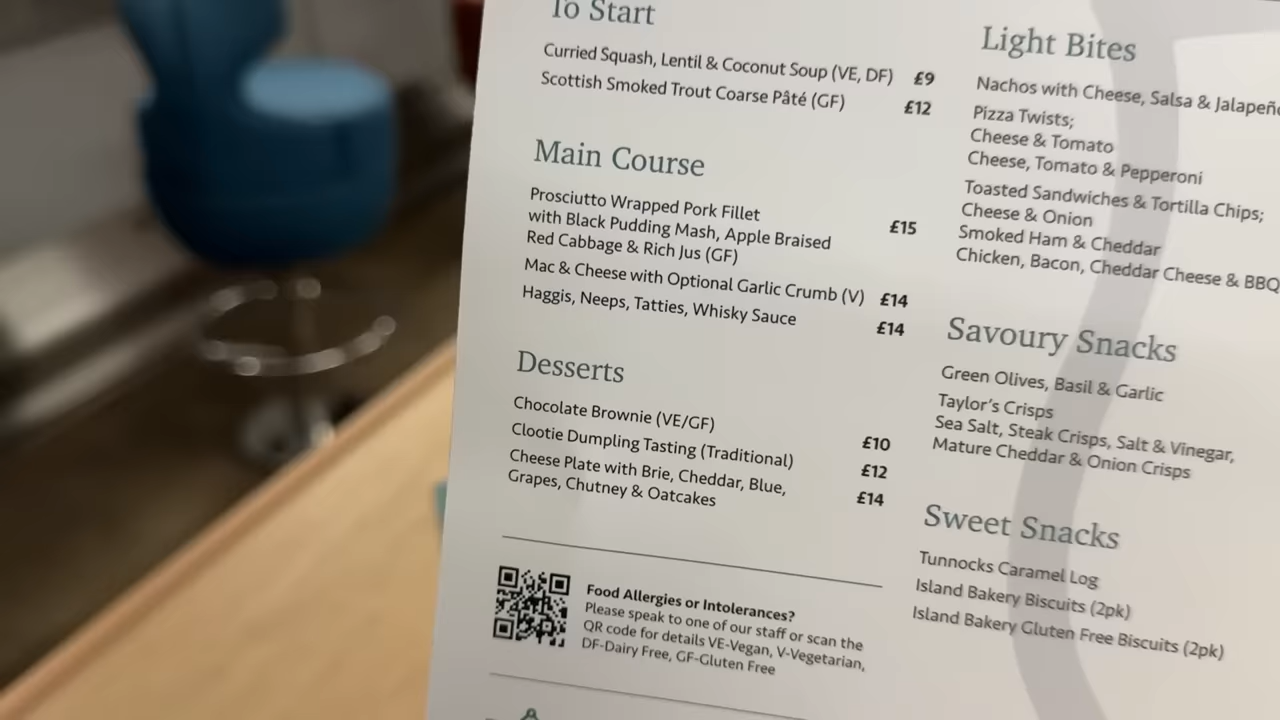 To Start
Curried Squash, Lentil & Coconut Soup (VE, DF) £9
Scottish Smoked Trout Coarse Pâté (GF) £12
Main Course
Prosciutto Wrapped Pork Fillet
with Black Pudding Mash, Apple Braised £15
Red Cabbage & Rich Jus (GF)
Mac & Cheese with Optional Garlic Crumb (V) £14
Haggis, Neeps, Tatties, Whisky Sauce £14
Desserts
Chocolate Brownie (VE/GF) £10
Clootie Dumpling Tasting (Traditional) £12
Cheese Plate with Brie, Cheddar, Blue, £14
Grapes, Chutney & Oatcakes
Food Allergies or Intolerances?
Please speak to one of our staff or scan the
QR code for details VE-Vegan, V-Vegetarian,
DF-Dairy Free, GF-Gluten Free
Light Bites
Nachos with Cheese, Salsa & Jalapeño
Pizza Twists;
Cheese & Tomato
Cheese, Tomato & Pepperoni
Toasted Sandwiches & Tortilla Chips;
Cheese & Onion
Smoked Ham & Cheddar
Chicken, Bacon, Cheddar Cheese & BBQ
Savoury Snacks
Green Olives, Basil & Garlic
Taylor's Crisps
Sea Salt, Steak Crisps, Salt & Vinegar,
Mature Cheddar & Onion Crisps
Sweet Snacks
Tunnocks Caramel Log
Island Bakery Biscuits (2pk)
Island Bakery Gluten Free Biscuits (2pk)